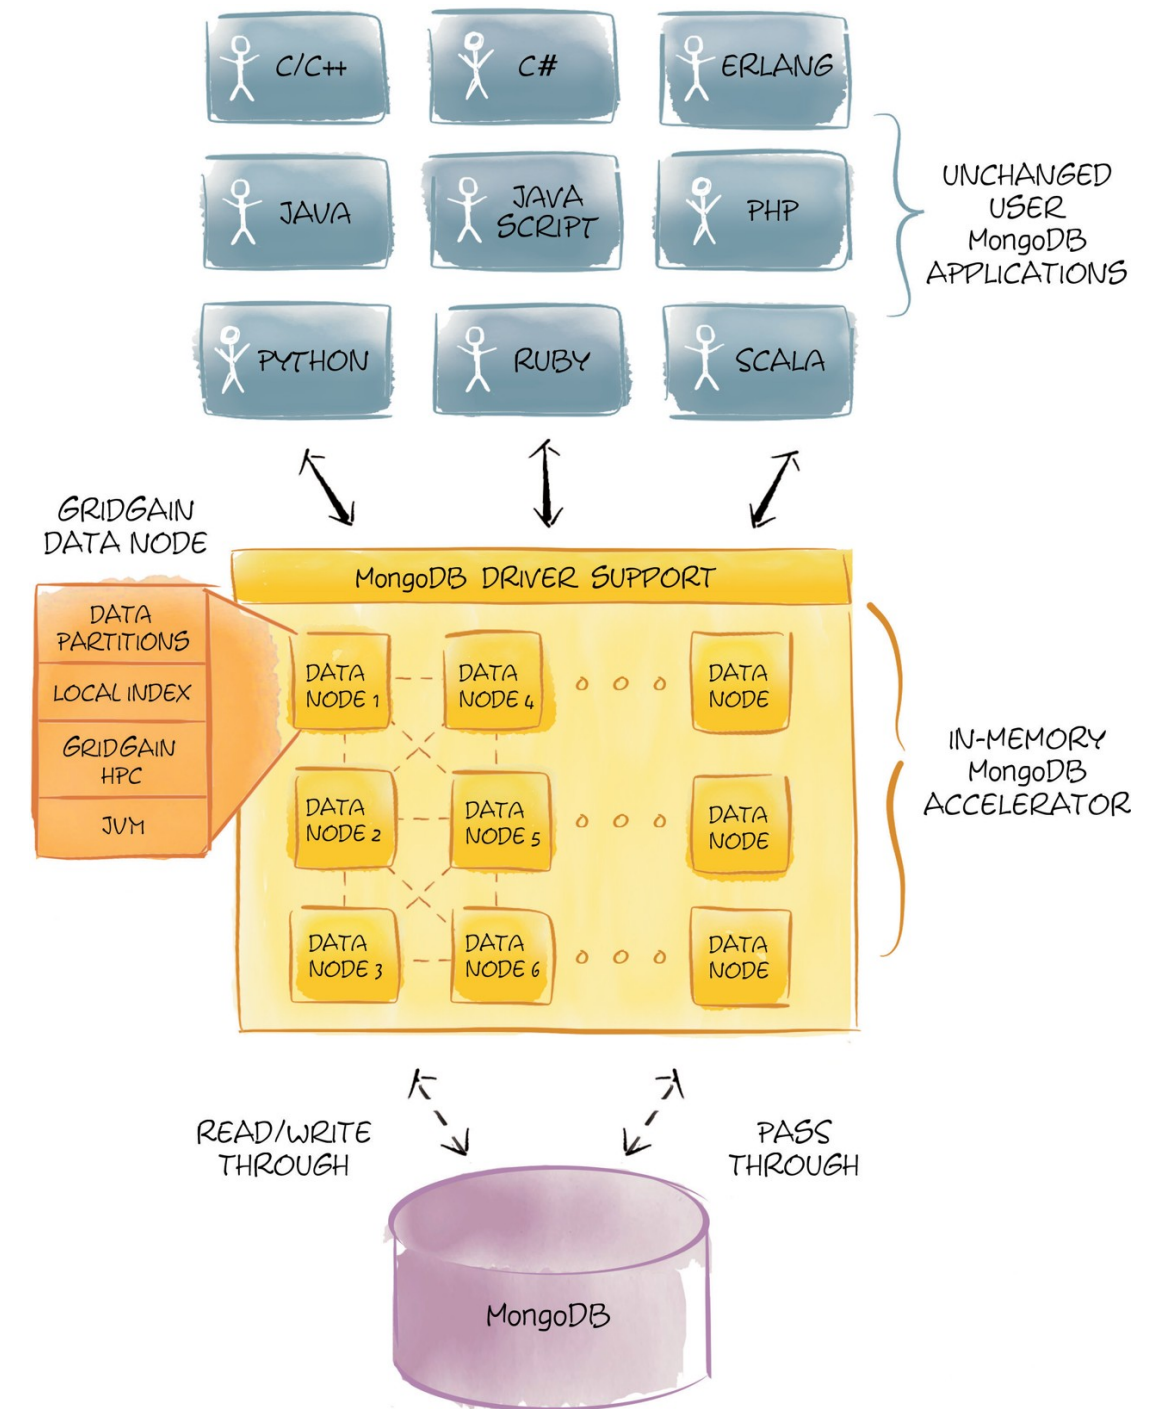 C/C++
C#
ERLANG
JAVA
JAVA
SCRIPT
PHP
PYTHON
RUBY
SCALA
UNCHANGED
USER
MongoDB
APPLICATIONS
GRIDGAIN
DATA NODE
DATA
PARTITIONS
LOCAL INDEX
GRIDGAIN
HPC
JVM
MongoDB DRIVER SUPPORT
DATA
NODE 1
DATA
NODE 4
DATA
NODE
DATA
NODE 2
DATA
NODE 5
DATA
NODE
DATA
NODE 3
DATA
NODE 6
DATA
NODE
IN-MEMORY
MongoDB
ACCELERATOR
READ/WRITE
THROUGH
PASS
THROUGH
MongoDB